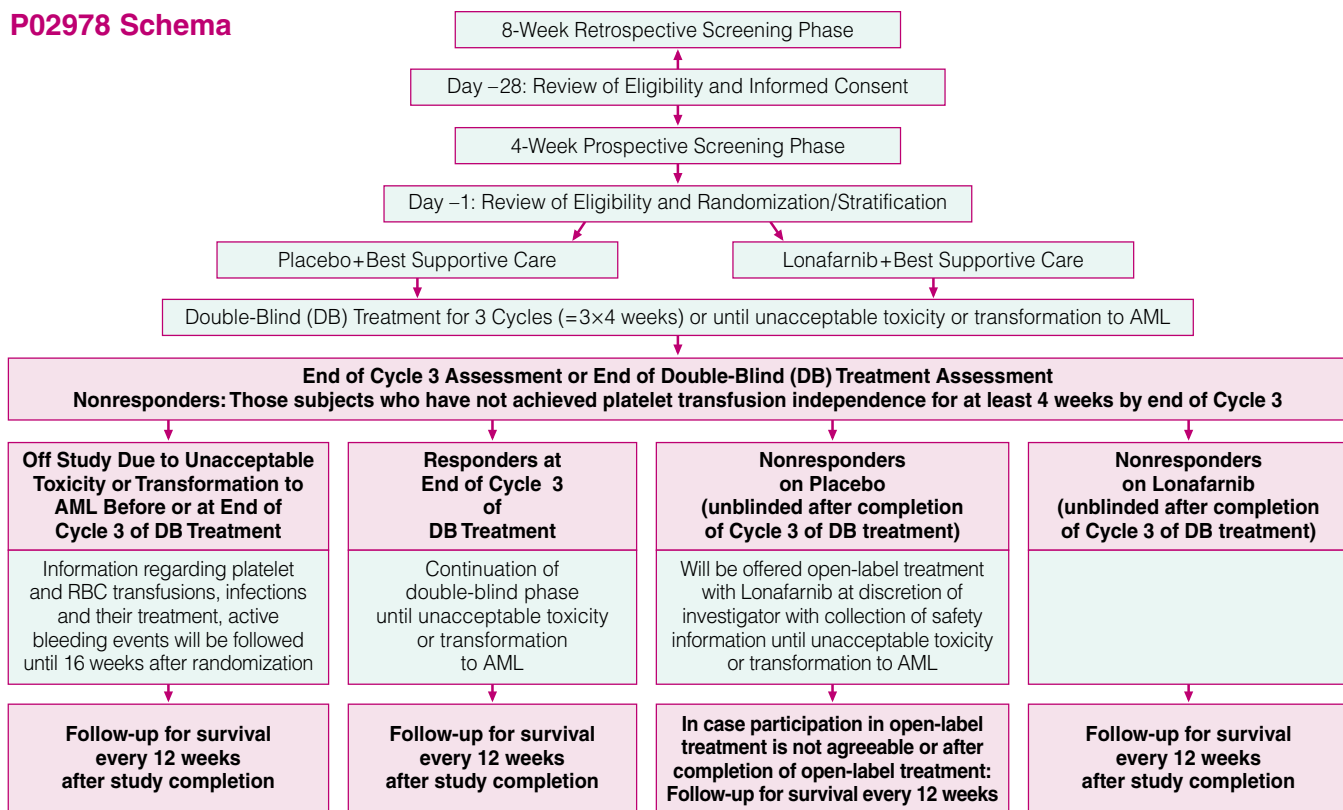 P02978 Schema
8-Week Retrospective Screening Phase
Day –28: Review of Eligibility and Informed Consent
4-Week Prospective Screening Phase
Day –1: Review of Eligibility and Randomization/Stratification
Placebo+Best Supportive Care
Lonafarnib+Best Supportive Care
Double-Blind (DB) Treatment for 3 Cycles (=3×4 weeks) or until unacceptable toxicity or transformation to AML
End of Cycle 3 Assessment or End of Double-Blind (DB) Treatment Assessment
Nonresponders: Those subjects who have not achieved platelet transfusion independence for at least 4 weeks by end of Cycle 3
Off Study Due to Unacceptable
Toxicity or Transformation to
AML Before or at End of
Cycle 3 of DB Treatment
Information regarding platelet
and RBC transfusions, infections
and their treatment, active
bleeding events will be followed
until 16 weeks after randomization
Follow-up for survival
every 12 weeks
after study completion
Responders at
End of Cycle 3
of
DB Treatment
Continuation of
double-blind phase
until unacceptable toxicity
or transformation
to AML
Follow-up for survival
every 12 weeks
after study completion
Nonresponders
on Placebo
(unblinded after completion
of Cycle 3 of DB treatment)
Will be offered open-label treatment
with Lonafarnib at discretion of
investigator with collection of safety
information until unacceptable toxicity
or transformation to AML
In case participation in open-label
treatment is not agreeable or after
completion of open-label treatment:
Follow-up for survival every 12 weeks
Nonresponders
on Lonafarnib
(unblinded after completion
of Cycle 3 of DB treatment)
Follow-up for survival
every 12 weeks
after study completion